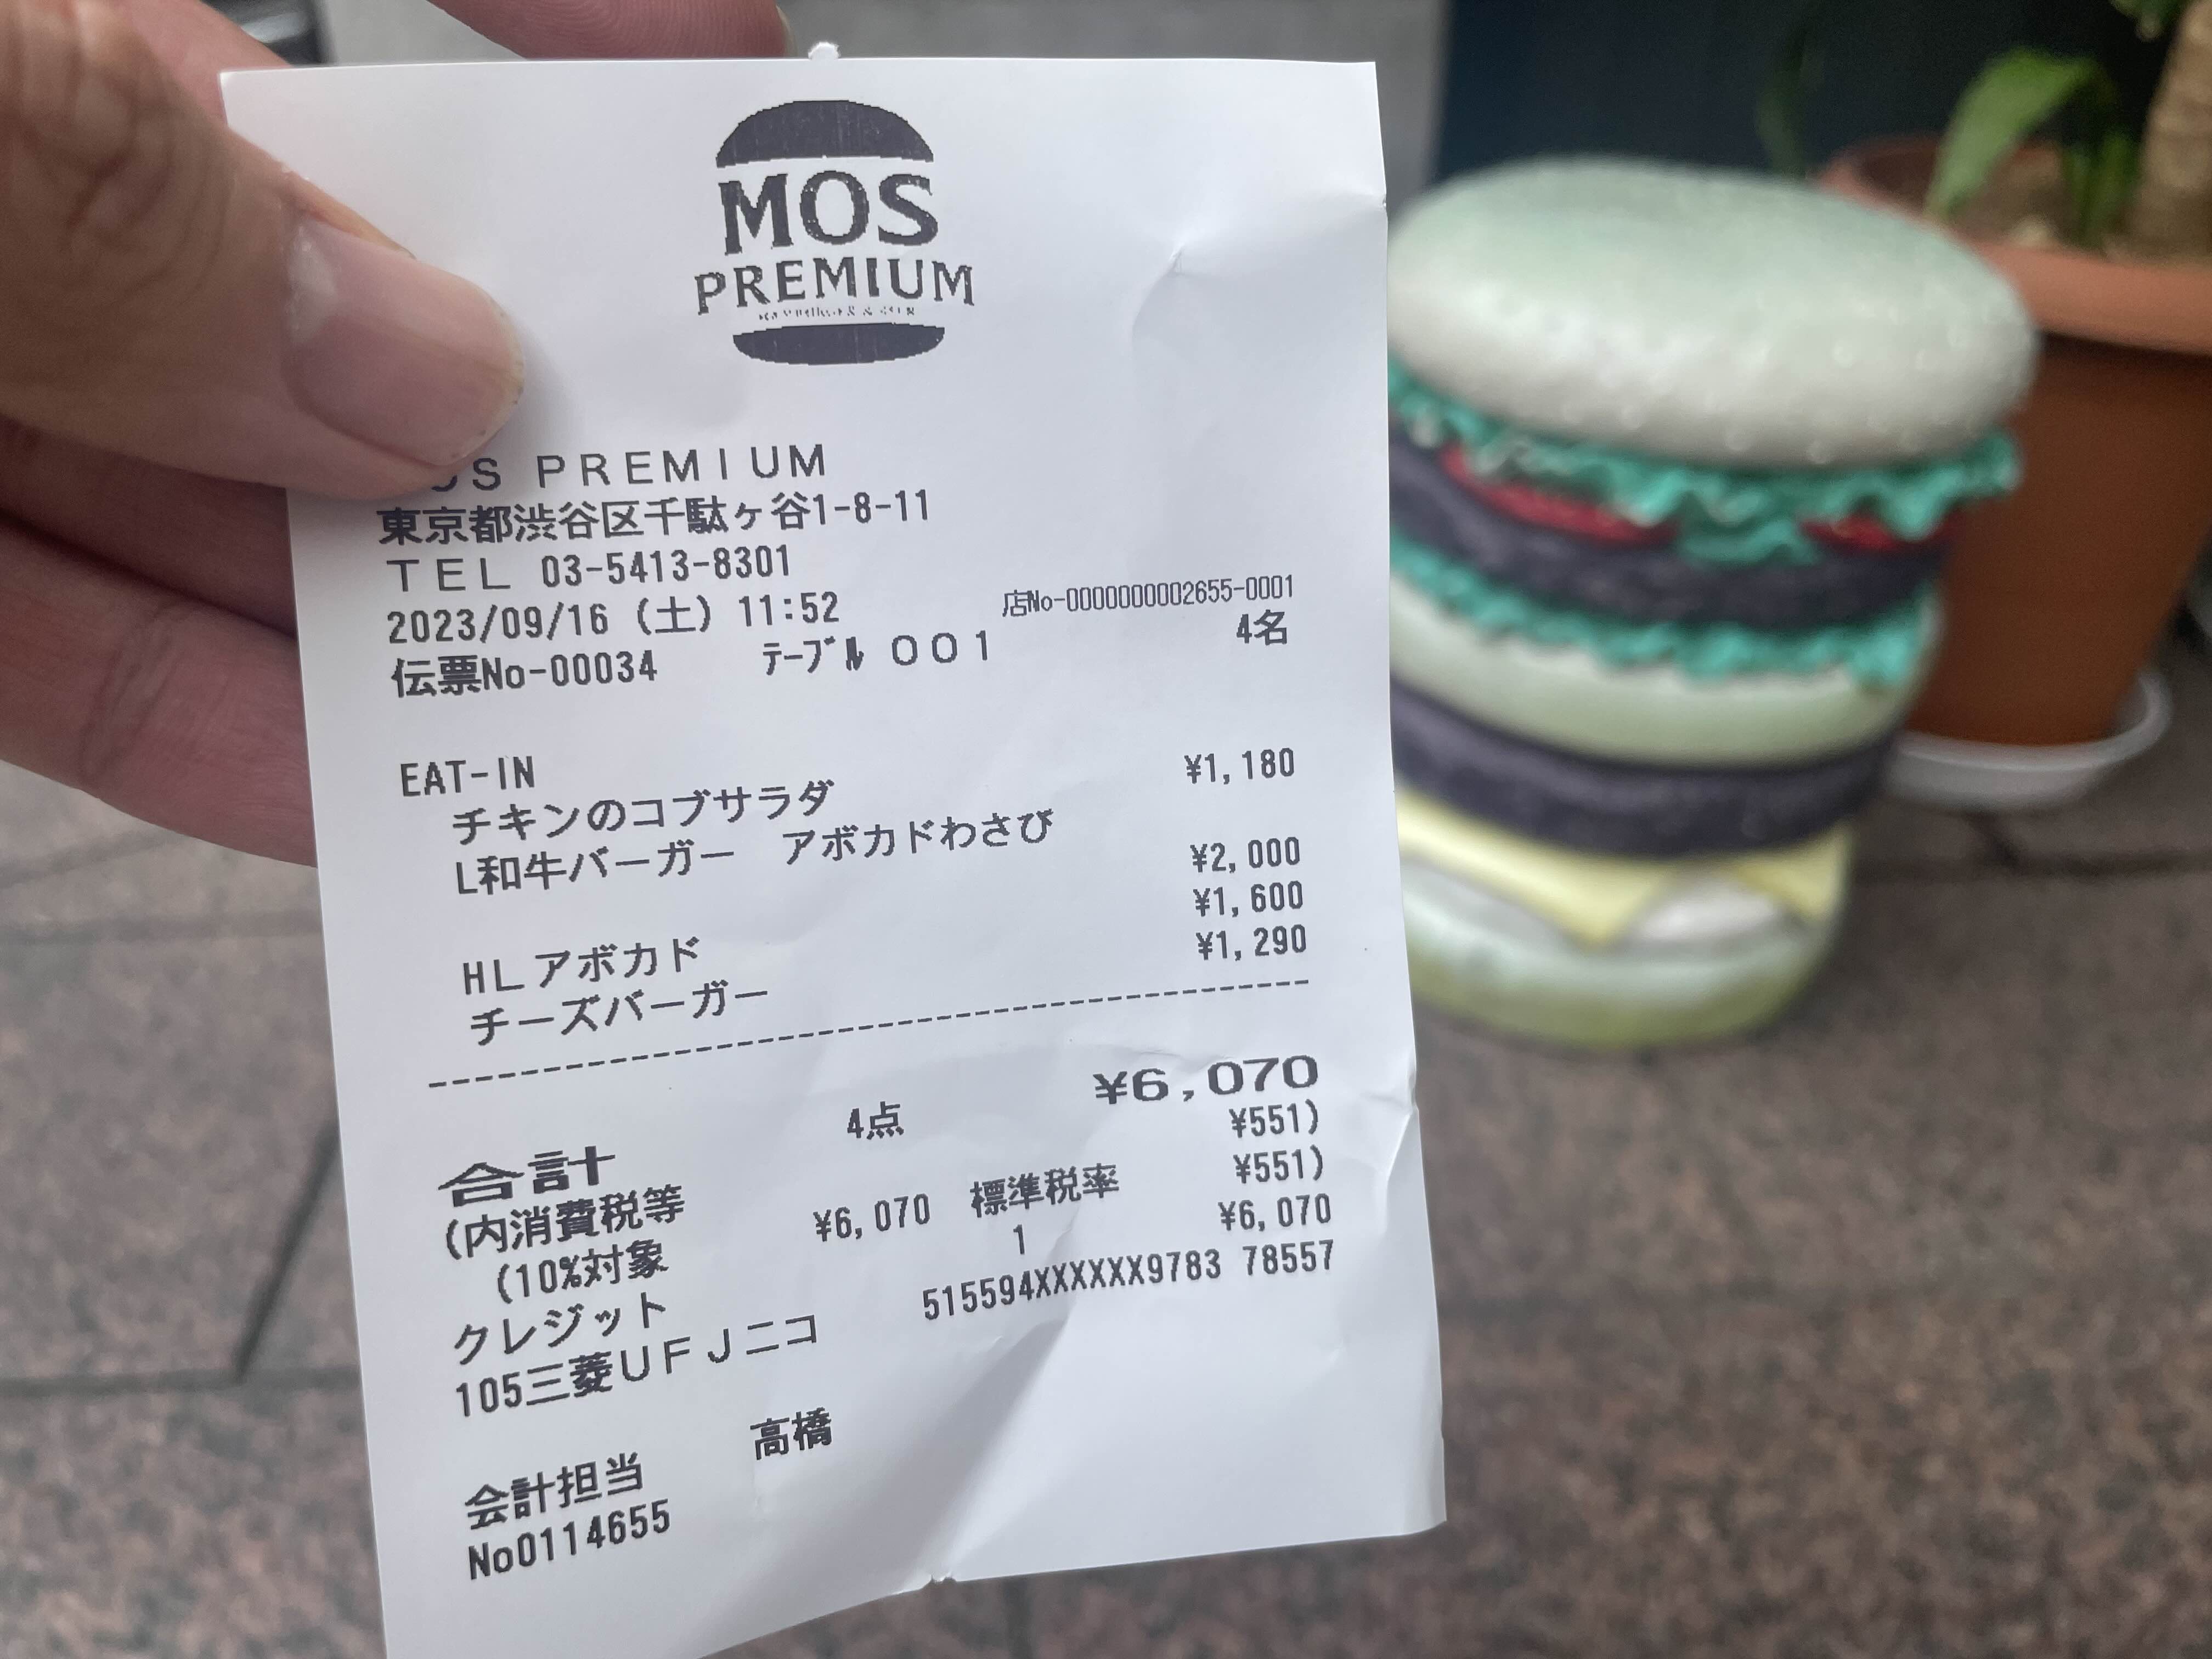 MOS
PREMIUM
PREMIUM
東京都渋谷区千駄ヶ谷1-8-11
TEL 03-5413-8301
2023/09/16 (土) 11:52 店No-0000000002655-0001
伝票No-00034 ﾃｰﾌﾞﾙ 001 4名
EAT-IN
チキンのコブサラダ ¥1,180
L和牛バーガー アボカドわさび
¥2,000
HLアボカド ¥1,600
チーズバーガー ¥1,290
合計 4点 ¥6,070
(内消費税等 ¥551)
(10%対象 ¥6,070 標準税率 ¥551)
クレジット 1 ¥6,070
105三菱UFJニコ 515594XXXXXX9783 78557
会計担当 高橋
No0114655